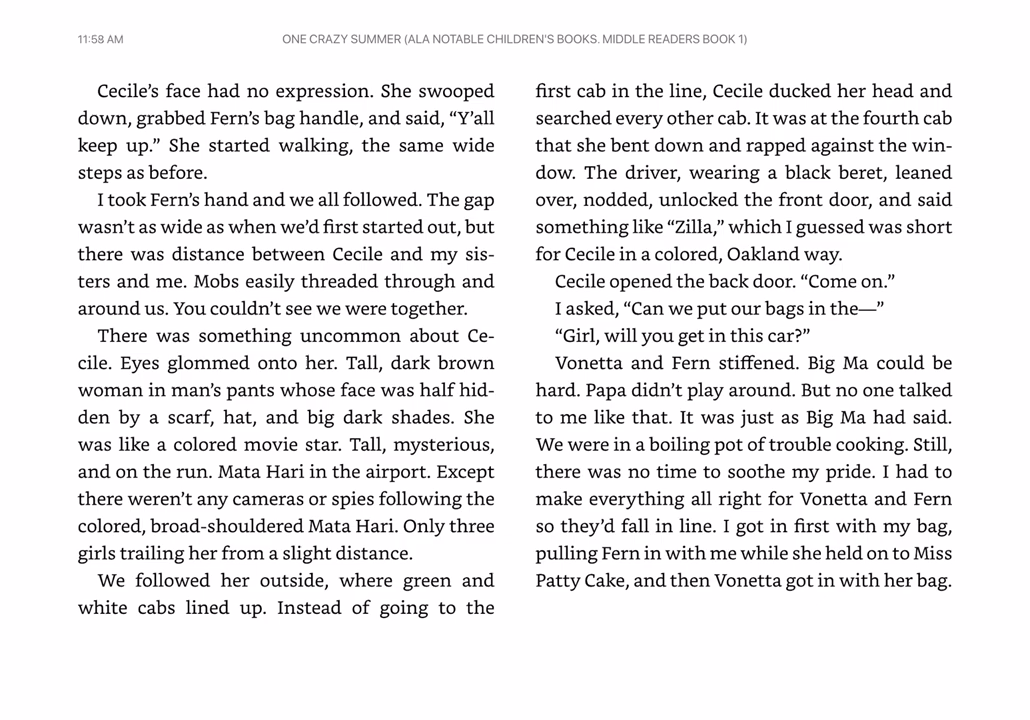 11:58 AM
ONE CRAZY SUMMER (ALA NOTABLE CHILDREN'S BOOKS. MIDDLE READERS BOOK 1)
Cecile’s face had no expression. She swooped
down, grabbed Fern’s bag handle, and said, “Y’all
keep up.” She started walking, the same wide
steps as before.
I took Fern’s hand and we all followed. The gap
wasn’t as wide as when we’d first started out, but
there was distance between Cecile and my sis-
ters and me. Mobs easily threaded through and
around us. You couldn’t see we were together.
There was something uncommon about Ce-
cile. Eyes glommed onto her. Tall, dark brown
woman in man’s pants whose face was half hid-
den by a scarf, hat, and big dark shades. She
was like a colored movie star. Tall, mysterious,
and on the run. Mata Hari in the airport. Except
there weren’t any cameras or spies following the
colored, broad-shouldered Mata Hari. Only three
girls trailing her from a slight distance.
We followed her outside, where green and
white cabs lined up. Instead of going to the
first cab in the line, Cecile ducked her head and
searched every other cab. It was at the fourth cab
that she bent down and rapped against the win-
dow. The driver, wearing a black beret, leaned
over, nodded, unlocked the front door, and said
something like “Zilla,” which I guessed was short
for Cecile in a colored, Oakland way.
Cecile opened the back door. “Come on.”
I asked, “Can we put our bags in the—”
“Girl, will you get in this car?”
Vonetta and Fern stiffened. Big Ma could be
hard. Papa didn’t play around. But no one talked
to me like that. It was just as Big Ma had said.
We were in a boiling pot of trouble cooking. Still,
there was no time to soothe my pride. I had to
make everything all right for Vonetta and Fern
so they’d fall in line. I got in first with my bag,
pulling Fern in with me while she held on to Miss
Patty Cake, and then Vonetta got in with her bag.